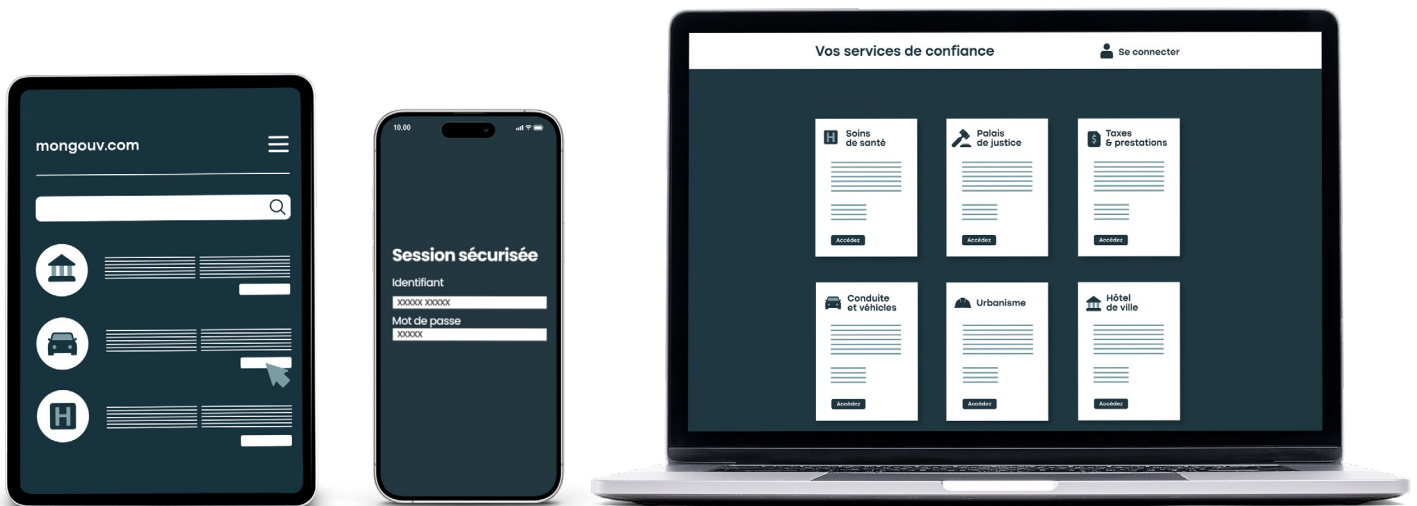 mongouv.com
H
10.00
Session sécurisée
Identifiant
XXXXX XXXXX
Mot de passe
XXXXX
Vos services de confiance
Se connecter
H
Soins
de santé
Palais
de justice
$
Taxes
& prestations
Accédez
Accédez
Accédez
Conduite
et véhicules
Urbanisme
Hôtel
de ville
Accédez
Accédez
Accédez